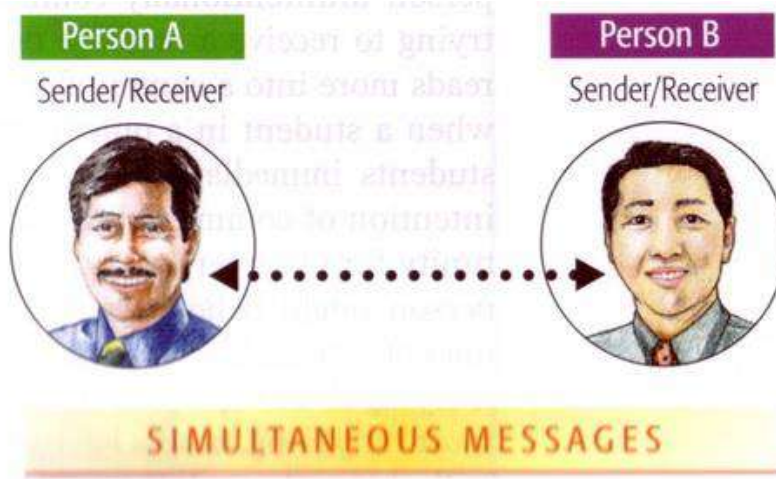 Person A
Person B
Sender/Receiver
Sender/Receiver
SIMULTANEOUS MESSAGES